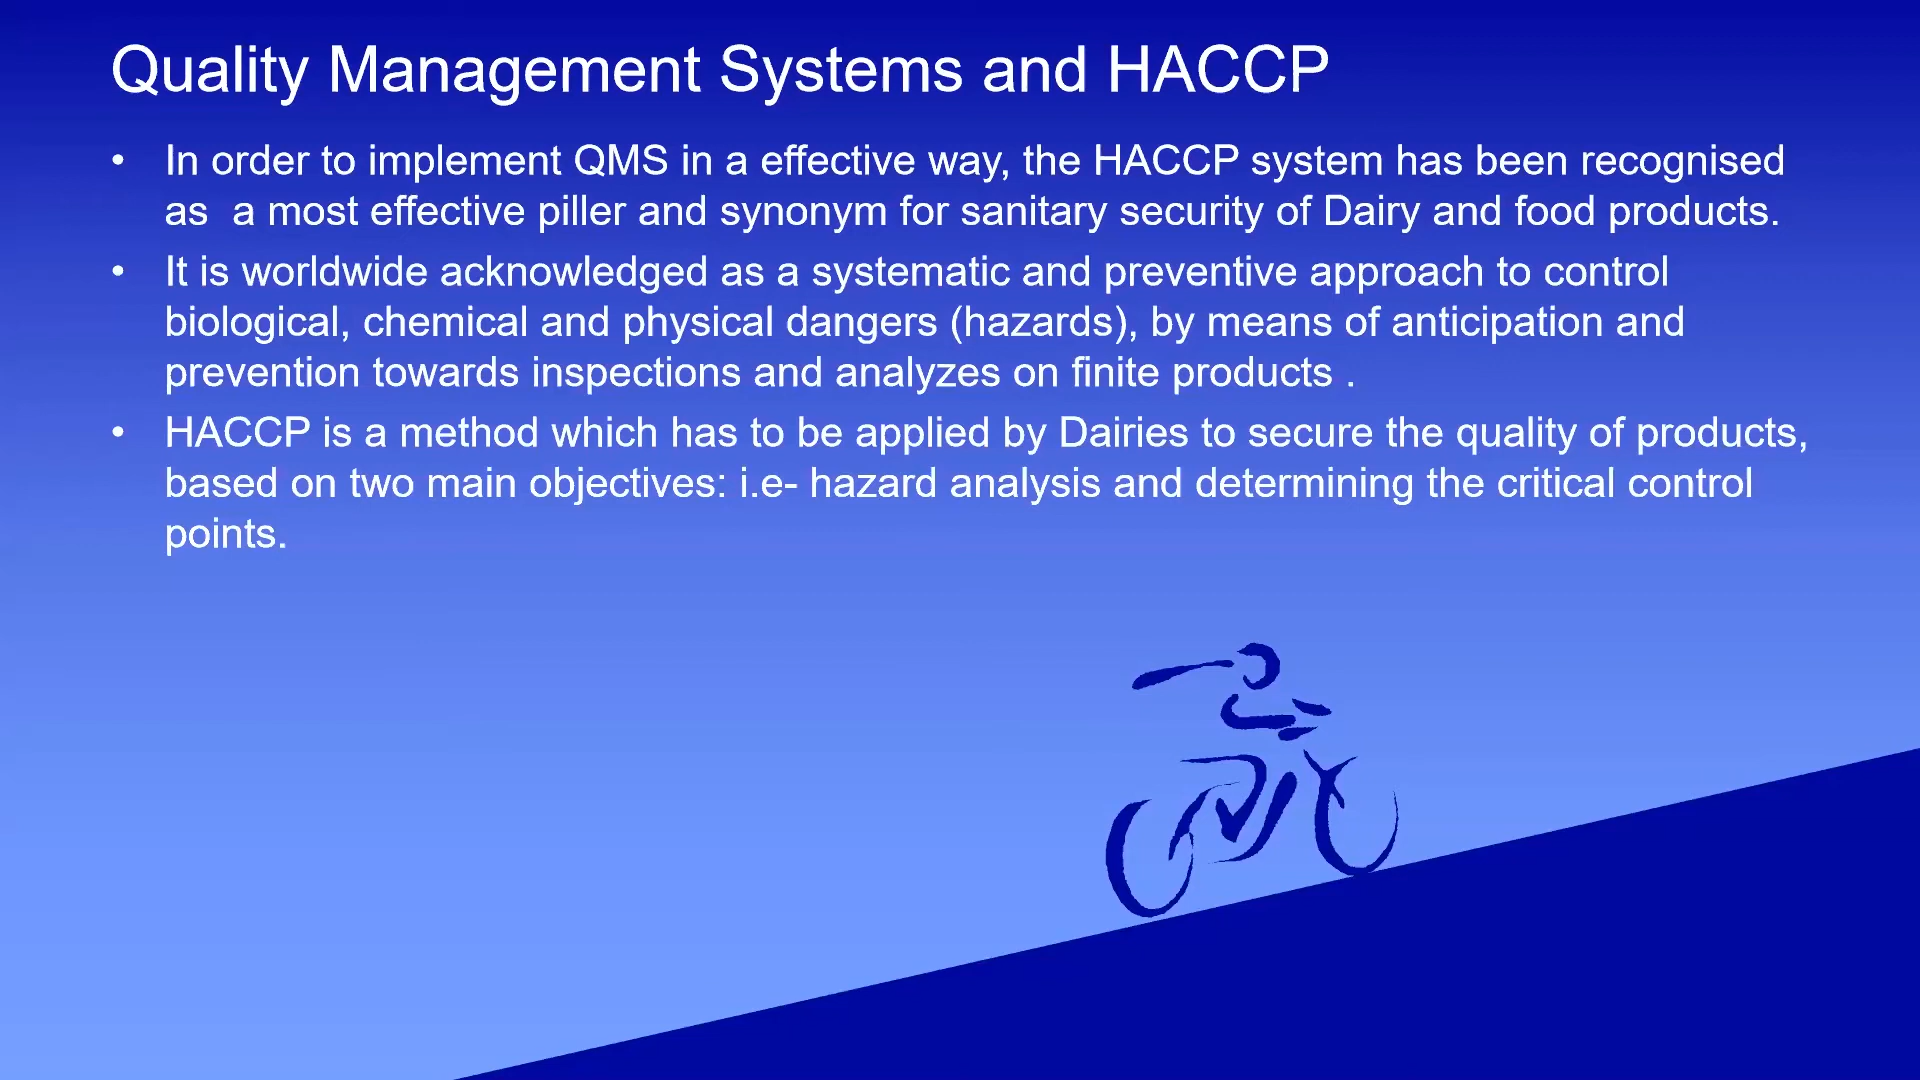 Quality Management Systems and HACCP
• In order to implement QMS in a effective way, the HACCP system has been recognised
as  a most effective piller and synonym for sanitary security of Dairy and food products.
• It is worldwide acknowledged as a systematic and preventive approach to control
biological, chemical and physical dangers (hazards), by means of anticipation and
prevention towards inspections and analyzes on finite products .
• HACCP is a method which has to be applied by Dairies to secure the quality of products,
based on two main objectives: i.e- hazard analysis and determining the critical control
points.